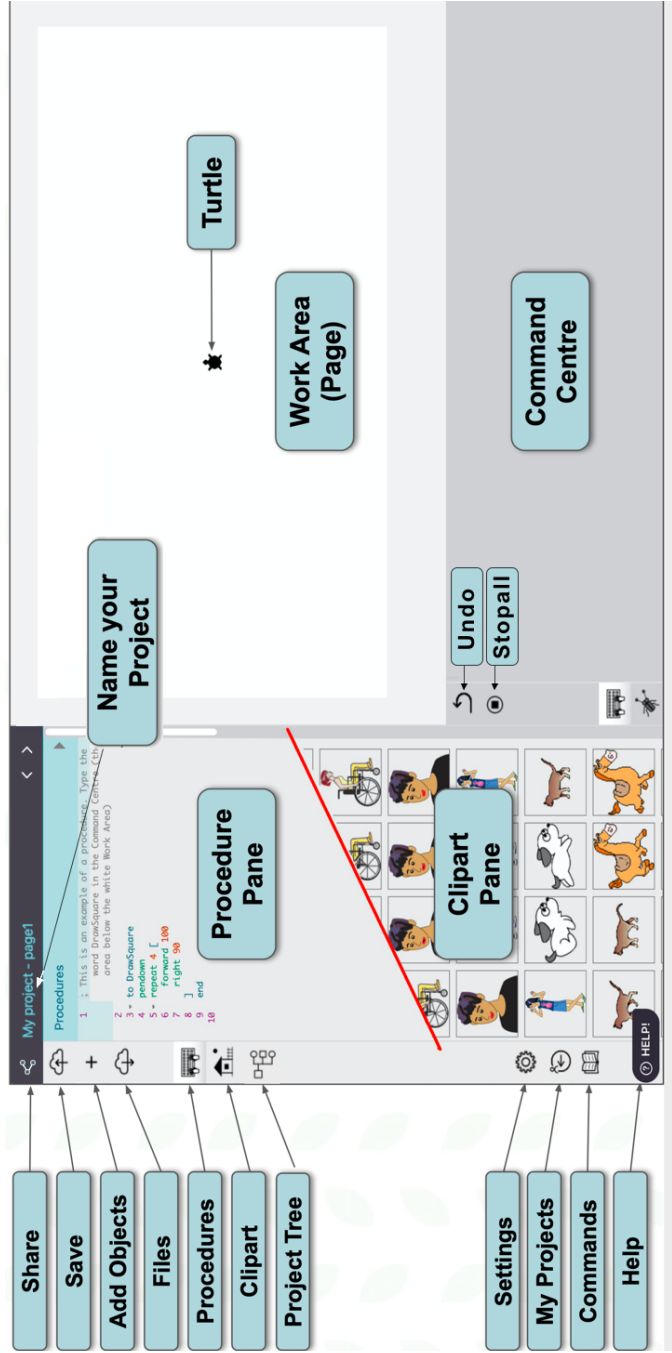 Share
Save
Add Objects
Files
Procedures
Clipart
Project Tree
Settings
My Projects
Commands
Help
My project - page1
< >
Procedures
1 ; This is an example of a procedure. Type the
word DrawSquare in the Command Centre (th
area below the white Work Area)
2
3 to DrawSquare
4 pendown
5 repeat 4 [
6 forward 100
7 right 90
8 ]
9 end
10
Name your
Project
Procedure
Pane
Clipart
Pane
? HELP!
Turtle
Work Area
(Page)
Undo
Stopall
Command
Centre